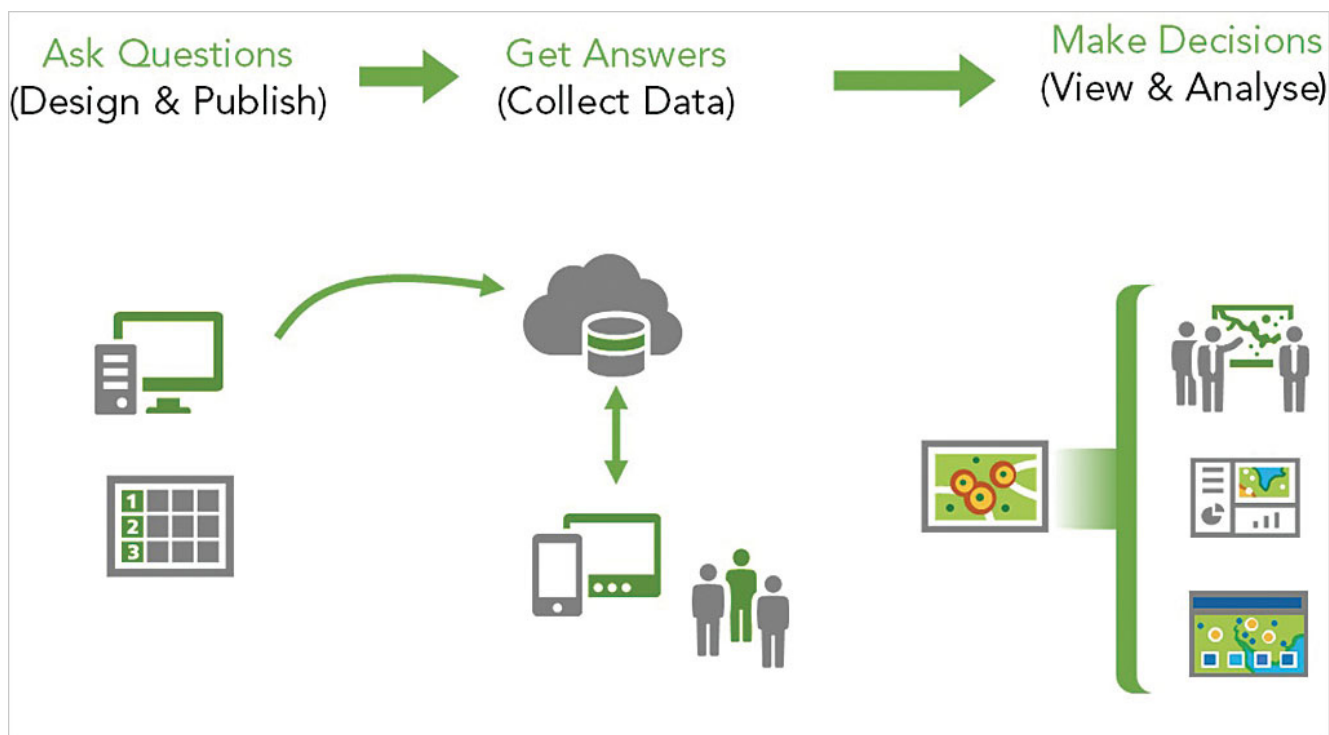 Ask Questions
(Design & Publish)
Get Answers
(Collect Data)
Make Decisions
(View & Analyse)
1
2
3